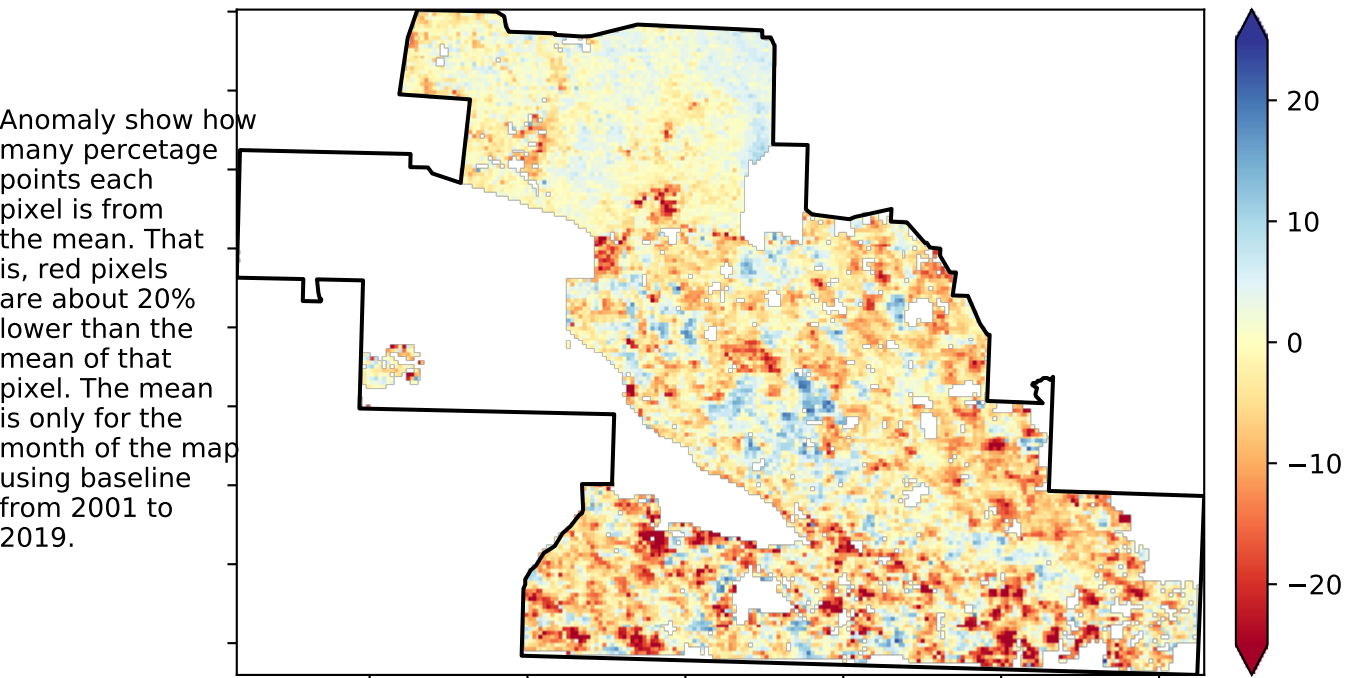 Anomaly show how
many percetage
points each
pixel is from
the mean. That
is, red pixels
are about 20%
lower than the
mean of that
pixel. The mean
is only for the
month of the map
using baseline
from 2001 to
2019.
20
10
0
−10
−20